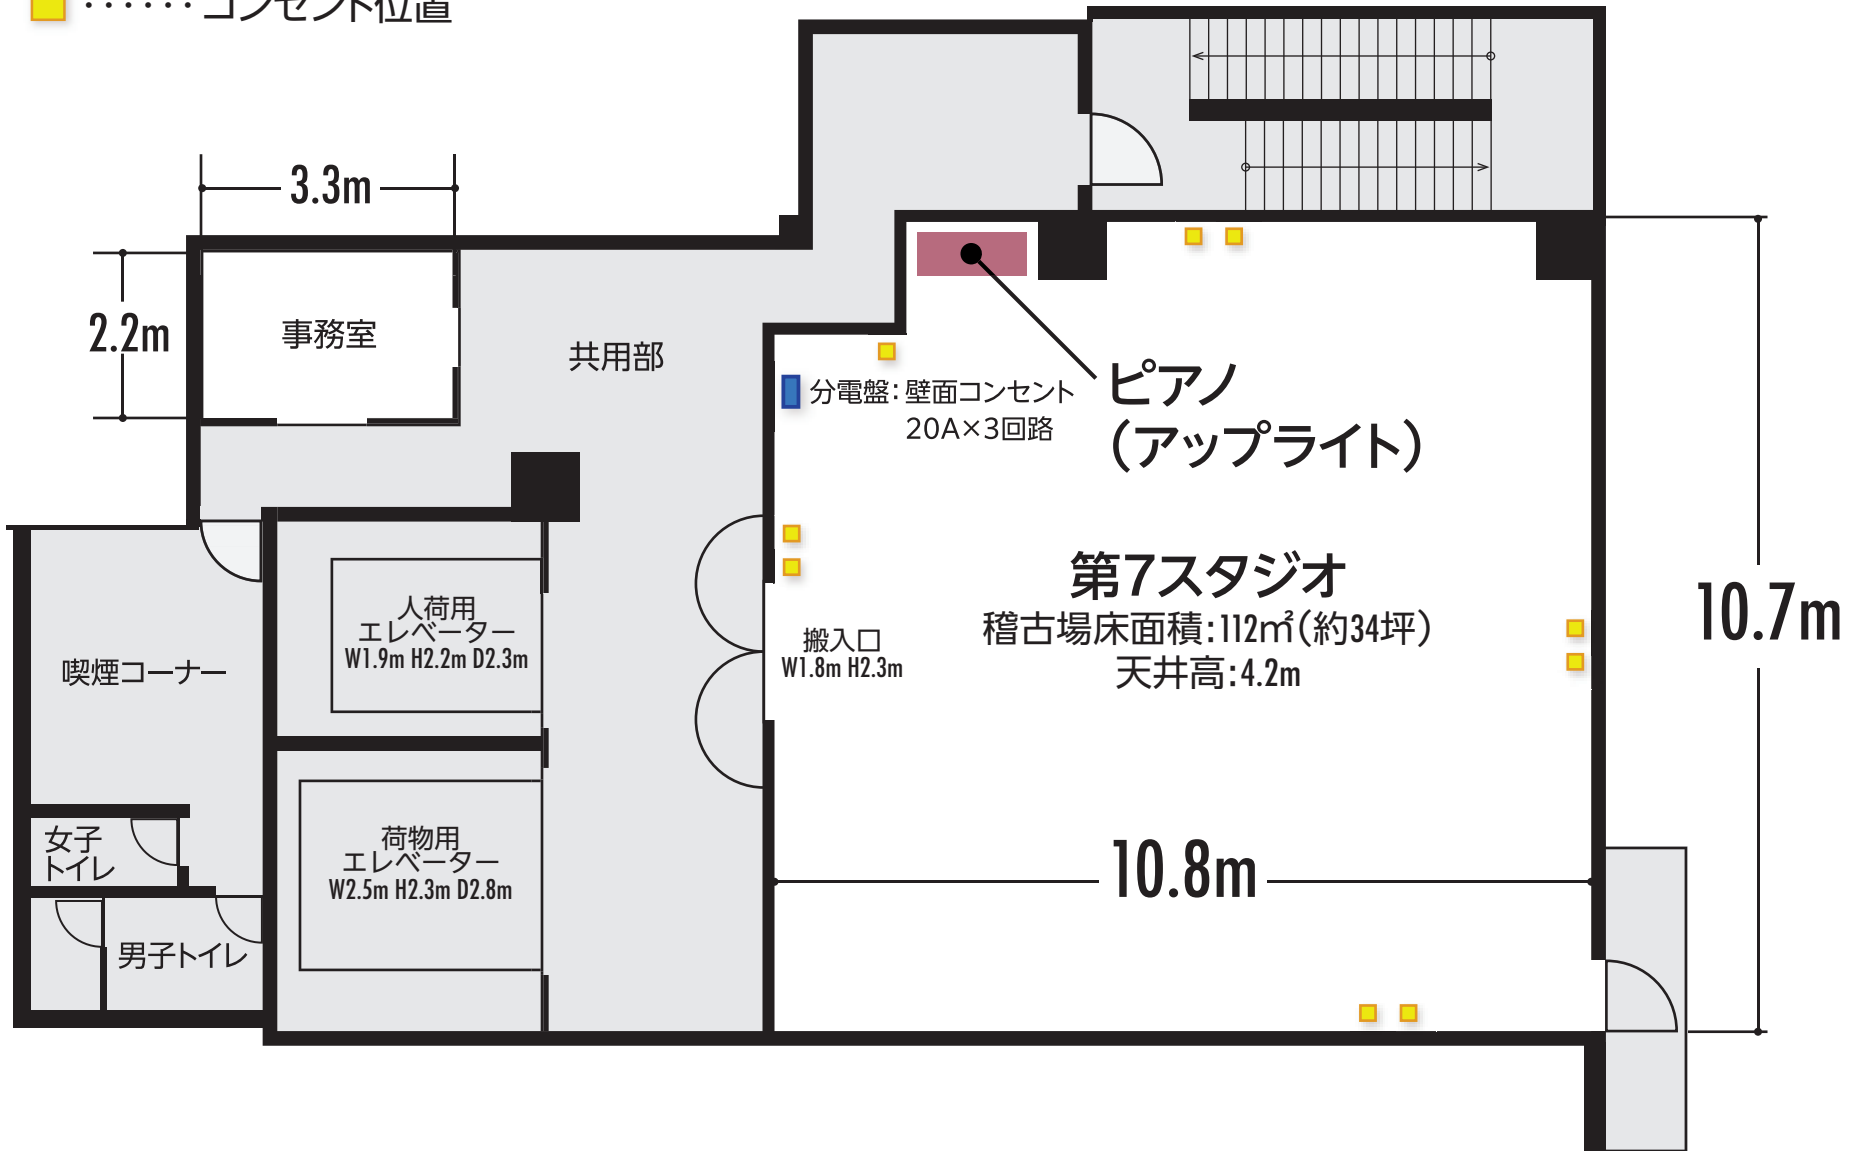 ‥‥‥コンセント位置
3.3m
2.2m
事務室
共用部
分電盤：壁面コンセント
20A×3回路
ピアノ
（アップライト）
第7スタジオ
稽古場床面積：112㎡（約34坪）
天井高：4.2m
10.7m
搬入口
W1.8m H2.3m
人荷用
エレベーター
W1.9m H2.2m D2.3m
喫煙コーナー
荷物用
エレベーター
W2.5m H2.3m D2.8m
女子
トイレ
男子トイレ
10.8m